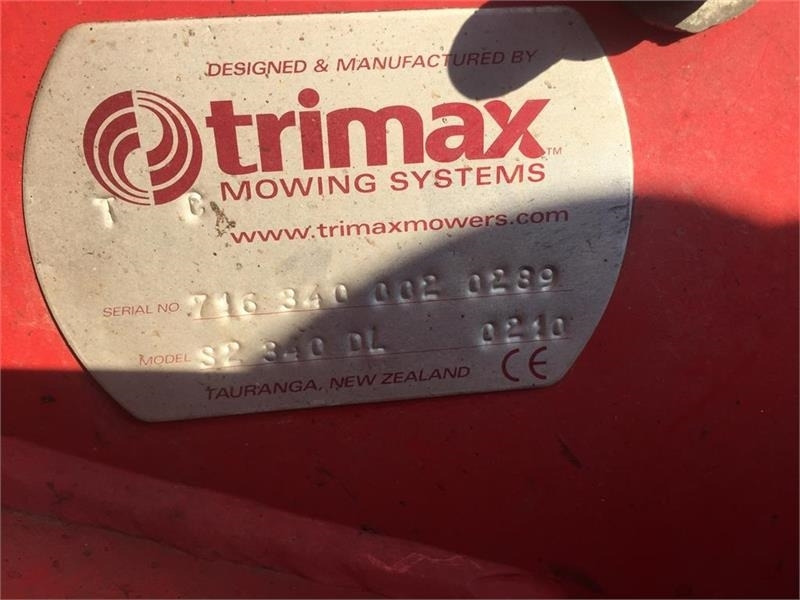 DESIGNED & MANUFACTURED BY
trimax™
MOWING SYSTEMS
T C
www.trimaxmowers.com
SERIAL NO. 716 340 002 0289
MODEL S2 340 DL 0210
TAURANGA, NEW ZEALAND CE